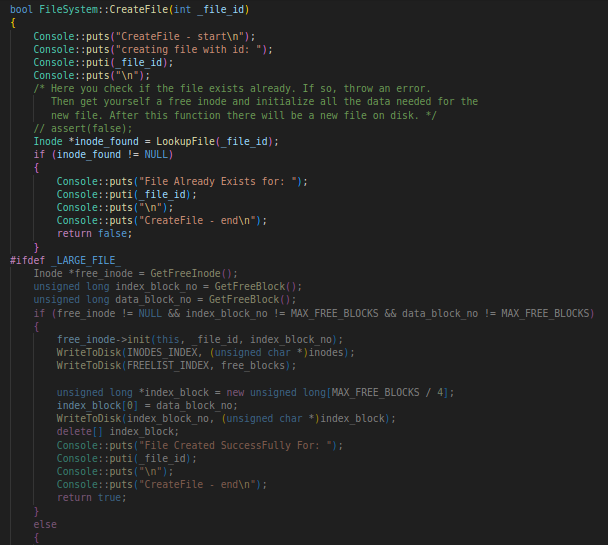 bool FileSystem::CreateFile(int _file_id)
{
    Console::puts("CreateFile - start\n");
    Console::puts("creating file with id: ");
    Console::puti(_file_id);
    Console::puts("\n");
    /* Here you check if the file exists already. If so, throw an error.
       Then get yourself a free inode and initialize all the data needed for the
       new file. After this function there will be a new file on disk. */
    // assert(false);
    Inode *inode_found = LookupFile(_file_id);
    if (inode_found != NULL)
    {
        Console::puts("File Already Exists for: ");
        Console::puti(_file_id);
        Console::puts("\n");
        Console::puts("CreateFile - end\n");
        return false;
    }
#ifdef _LARGE_FILE_
    Inode *free_inode = GetFreeInode();
    unsigned long index_block_no = GetFreeBlock();
    unsigned long data_block_no = GetFreeBlock();
    if (free_inode != NULL && index_block_no != MAX_FREE_BLOCKS && data_block_no != MAX_FREE_BLOCKS)
    {
        free_inode->init(this, _file_id, index_block_no);
        WriteToDisk(INODES_INDEX, (unsigned char *)inodes);
        WriteToDisk(FREELIST_INDEX, free_blocks);

        unsigned long *index_block = new unsigned long[MAX_FREE_BLOCKS / 4];
        index_block[0] = data_block_no;
        WriteToDisk(index_block_no, (unsigned char *)index_block);
        delete[] index_block;
        Console::puts("File Created SuccessFully For: ");
        Console::puti(_file_id);
        Console::puts("\n");
        Console::puts("CreateFile - end\n");
        return true;
    }
    else
    {